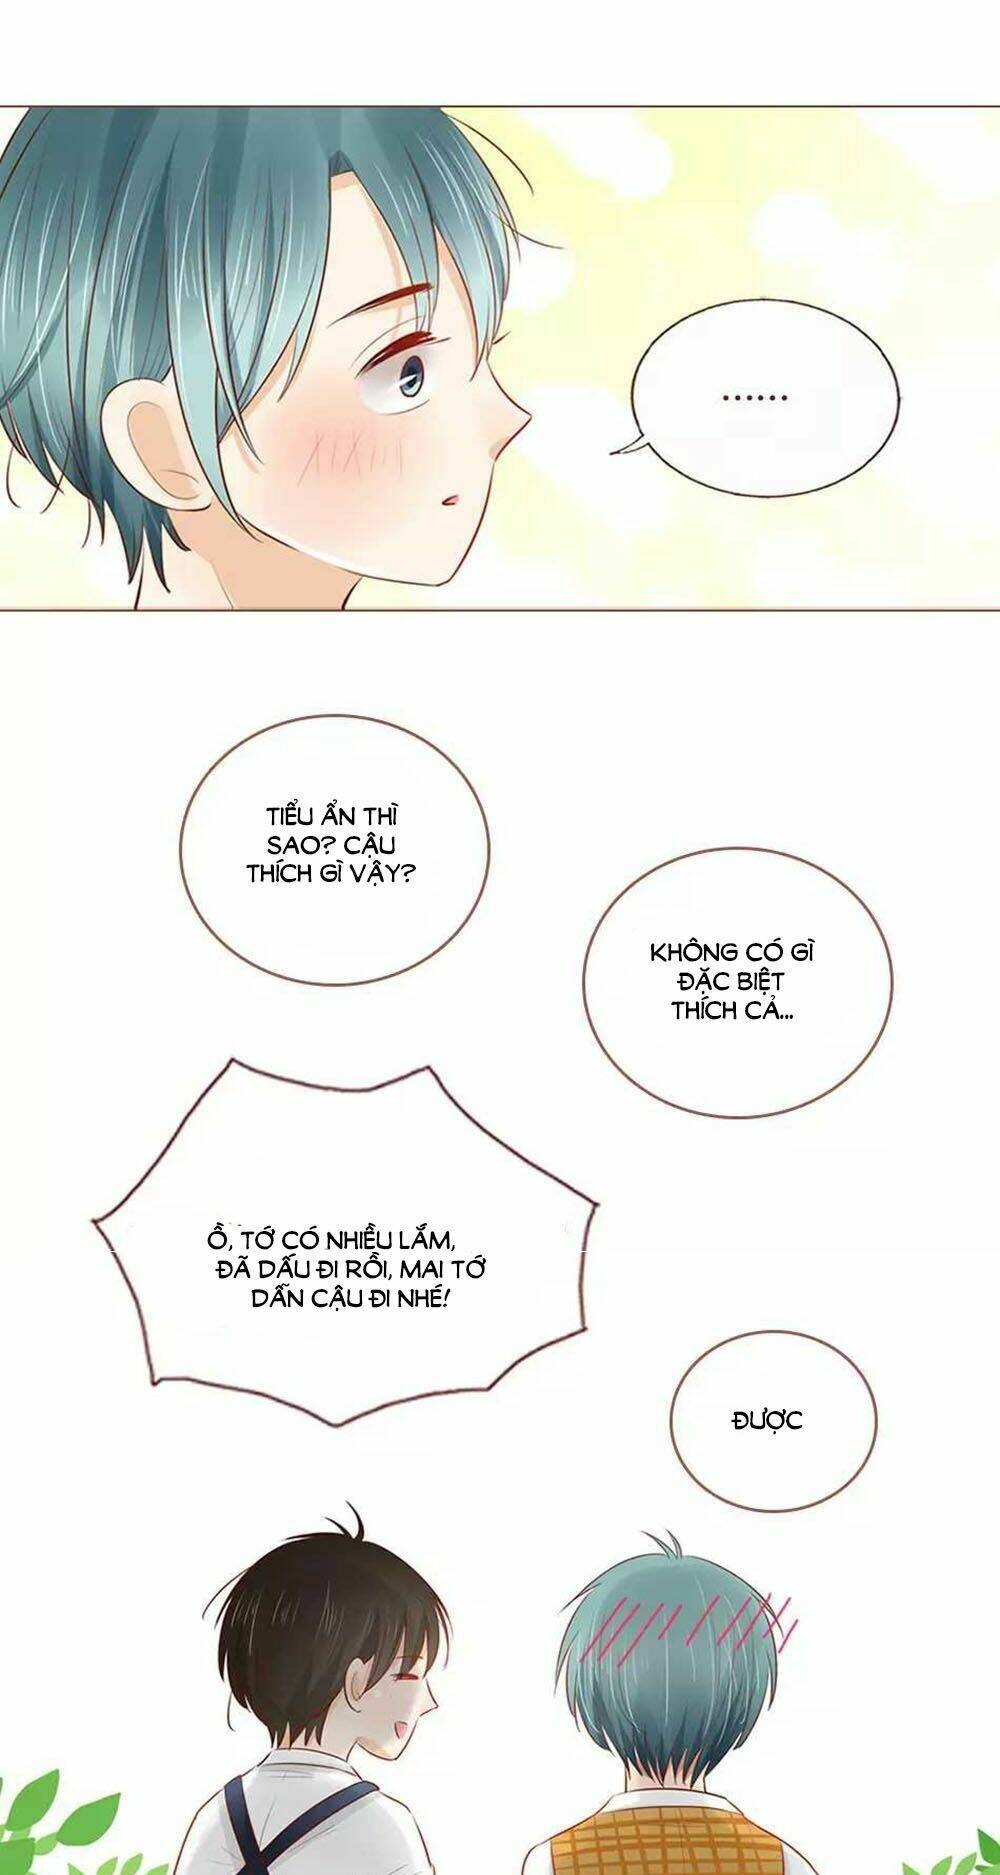 ......
TIỂU ẨN THÌ
SAO? CẬU
THÍCH GÌ VẬY?
KHÔNG CÓ GÌ
ĐẶC BIỆT
THÍCH CẢ...
Ồ, TỚ CÓ NHIỀU LẮM,
ĐÃ DẤU ĐI RỒI, MAI TỚ
DẪN CẬU ĐI NHÉ!
ĐƯỢC